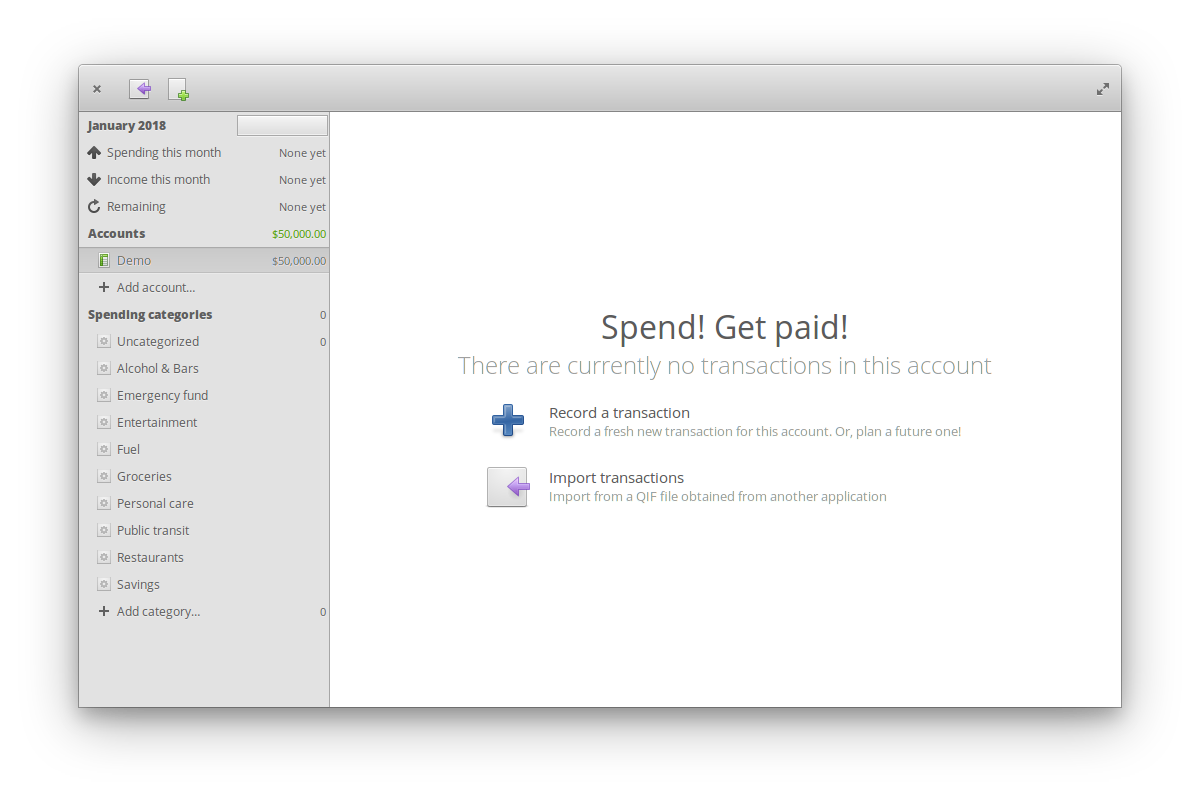 January 2018
Spending this month None yet
Income this month None yet
Remaining None yet
Accounts $50,000.00
Demo $50,000.00
Add account...
Spending categories 0
Uncategorized 0
Alcohol & Bars
Emergency fund
Entertainment
Fuel
Groceries
Personal care
Public transit
Restaurants
Savings
Add category... 0
Spend! Get paid!
There are currently no transactions in this account
Record a transaction
Record a fresh new transaction for this account. Or, plan a future one!
Import transactions
Import from a QIF file obtained from another application